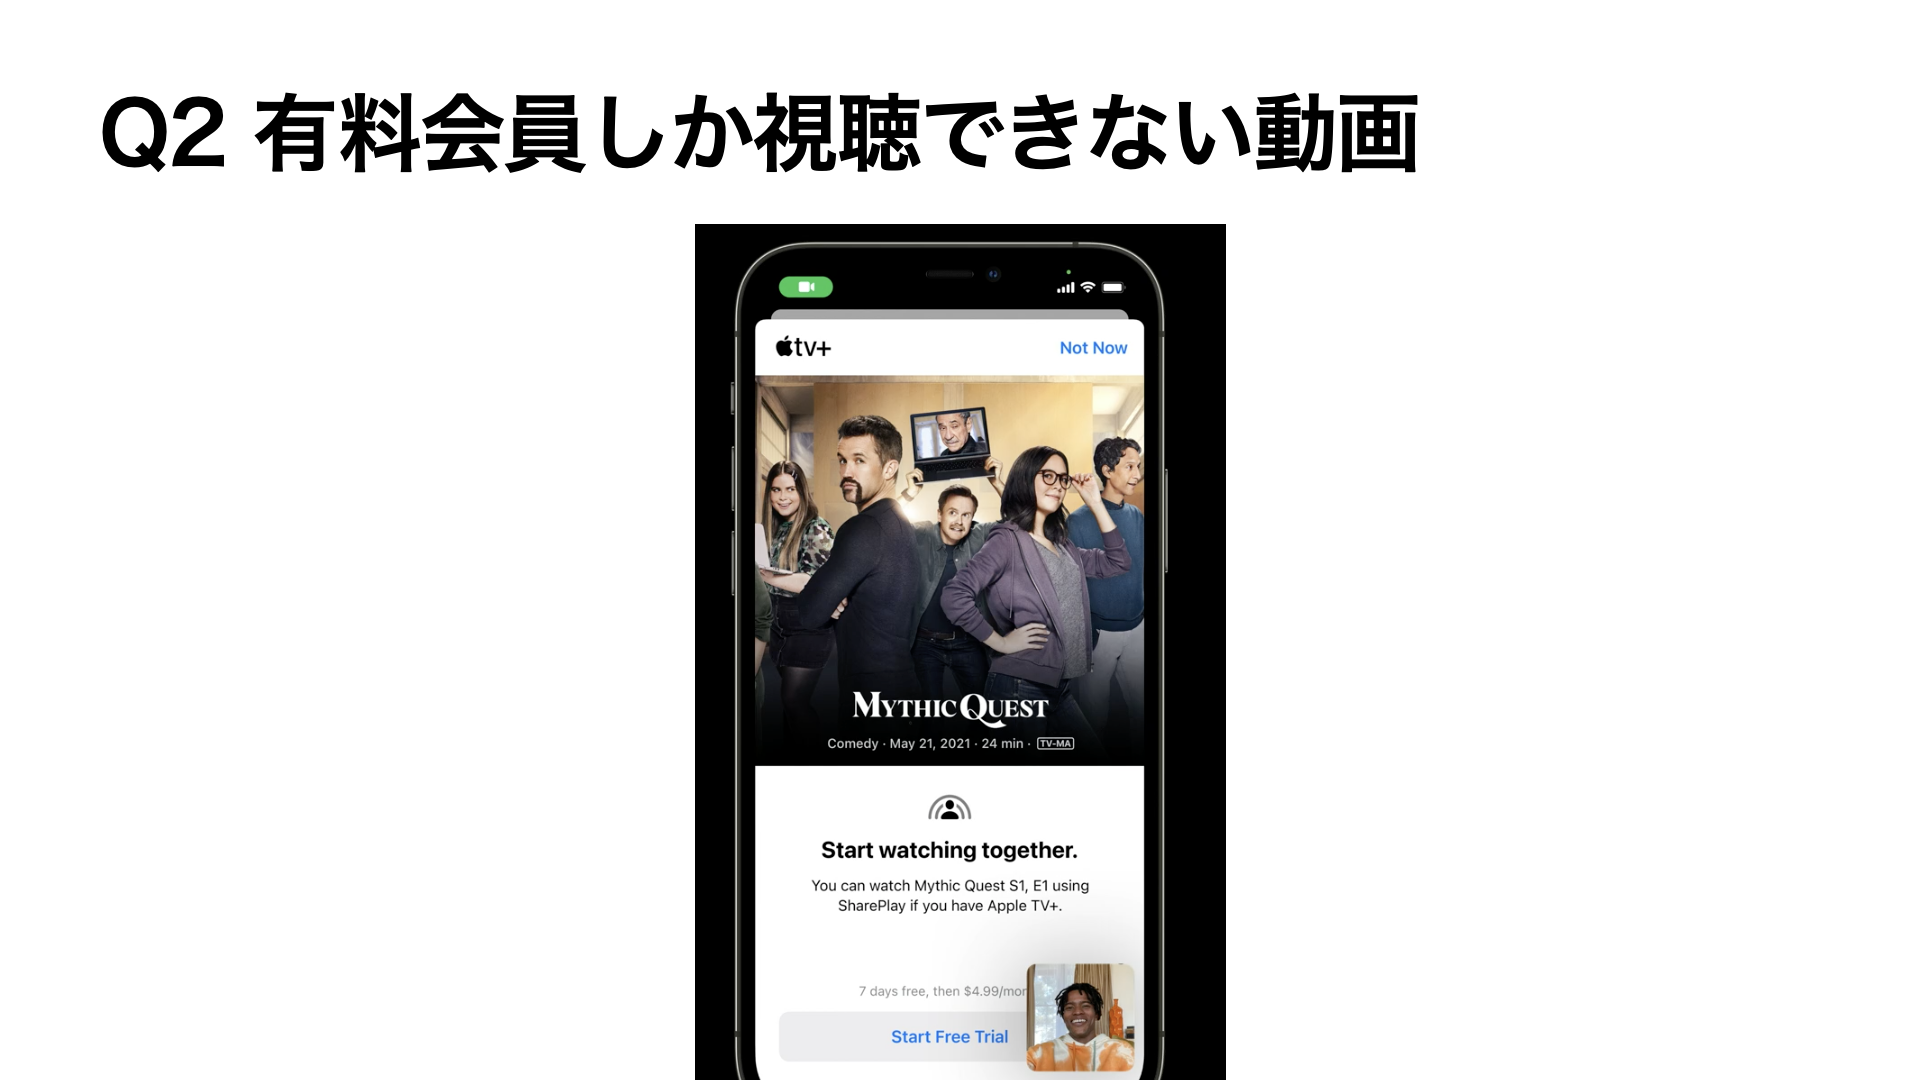 Q2 有料会員しか視聴できない動画
tv+
Not Now
MYTHIC QUEST
Comedy · May 21, 2021 · 24 min · TV-MA
Start watching together.
You can watch Mythic Quest S1, E1 using
SharePlay if you have Apple TV+.
7 days free, then $4.99/mor
Start Free Trial